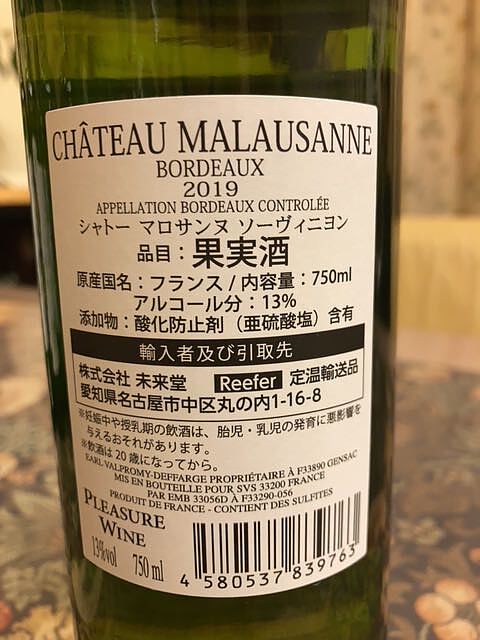 CHÂTEAU MALAUSANNE
BORDEAUX
2019
APPELLATION BORDEAUX CONTROLÉE
シャトー マロサンヌ ソーヴィニヨン
品目：果実酒
原産国名：フランス / 内容量：750ml
アルコール分：13%
添加物：酸化防止剤（亜硫酸塩）含有
輸入者及び引取先
株式会社 未来堂 Reefer 定温輸送品
愛知県名古屋市中区丸の内1-16-8
※妊娠中や授乳期の飲酒は、胎児・乳児の発育に悪影響を
与えるおそれがあります。
※飲酒は20歳になってから。
EARL VALPROMY-DEFFARGE PROPRIÉTAIRE À F33890 GENSAC
MIS EN BOUTEILLE POUR SVS 33200 FRANCE
PAR EMB 33056D À F33290-056
PRODUIT DE FRANCE - CONTIENT DES SULFITES
PLEASURE
WINE
13%vol 750 ml
4 580537 839763